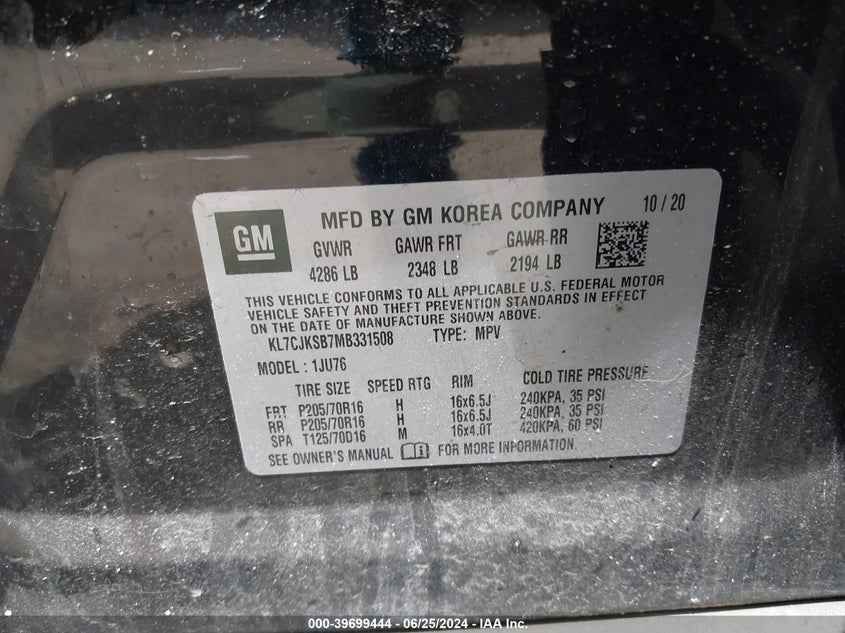 GM
MFD BY GM KOREA COMPANY 10/20
GVWR GAWR FRT GAWR RR
4286 LB 2348 LB 2194 LB
THIS VEHICLE CONFORMS TO ALL APPLICABLE U.S. FEDERAL MOTOR
VEHICLE SAFETY AND THEFT PREVENTION STANDARDS IN EFFECT
ON THE DATE OF MANUFACTURE SHOWN ABOVE.
KL7CJKSB7MB331508 TYPE: MPV
MODEL: 1JU76
TIRE SIZE SPEED RTG RIM COLD TIRE PRESSURE
FRT P205/70R16 H 16x6.5J 240KPA, 35 PSI
RR P205/70R16 H 16x6.5J 240KPA, 35 PSI
SPA T125/70D16 M 16x4.0T 420KPA, 60 PSI
SEE OWNER'S MANUAL FOR MORE INFORMATION.
000-39699444 - 06/25/2024 - IAA Inc.